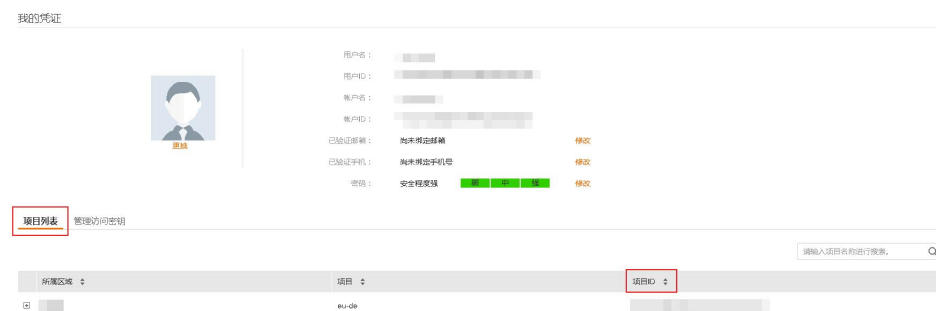 我的凭证
用户名：
用户ID：
帐户名：
帐户ID：
更换
已验证邮箱： 尚未绑定邮箱 修改
已验证手机： 尚未绑定手机号 修改
密码： 安全程度强 弱 中 强 修改
项目列表 管理访问密钥
请输入项目名称进行搜索。
所属区域 项目 项目ID
eu-de